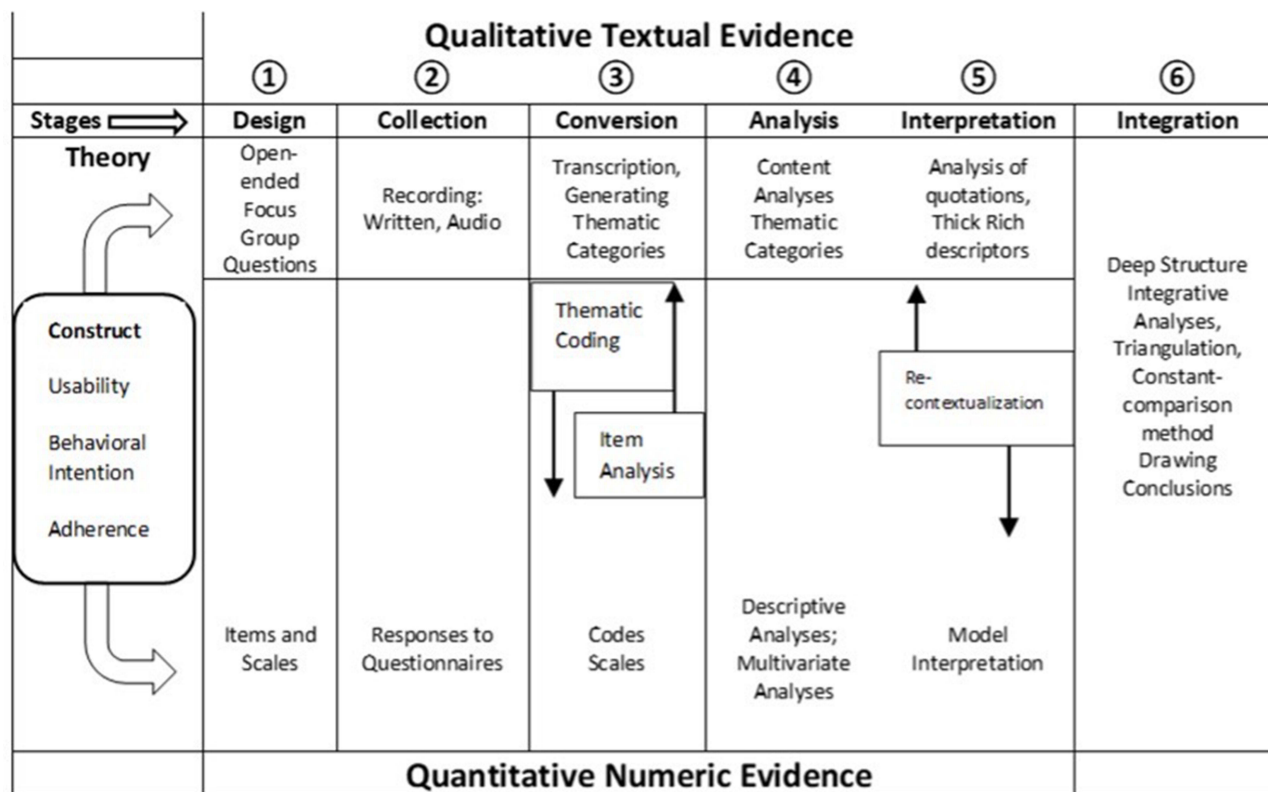 Qualitative Textual Evidence
① ② ③ ④ ⑤ ⑥
Stages Design Collection Conversion Analysis Interpretation Integration
Theory
Open-
ended
Focus
Group
Questions
Recording:
Written, Audio
Transcription,
Generating
Thematic
Categories
Content
Analyses
Thematic
Categories
Analysis of
quotations,
Thick Rich
descriptors
Construct
Usability
Behavioral
Intention
Adherence
Thematic
Coding
Item
Analysis
Re-
contextualization
Deep Structure
Integrative
Analyses,
Triangulation,
Constant-
comparison
method
Drawing
Conclusions
Items and
Scales
Responses to
Questionnaires
Codes
Scales
Descriptive
Analyses;
Multivariate
Analyses
Model
Interpretation
Quantitative Numeric Evidence